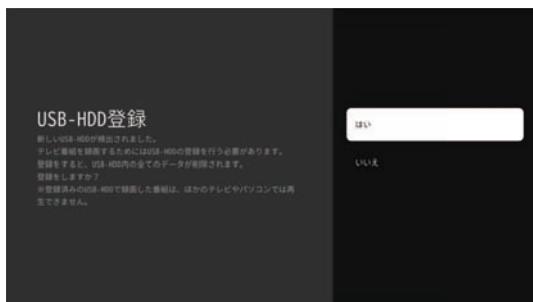 USB-HDD登録
新しいUSB-HDDが検出されました。
テレビ番組を録画するためにはUSB-HDDの登録を行う必要があります。
登録をすると、USB-HDD内の全てのデータが削除されます。
登録をしますか？
※登録済みのUSB-HDDで録画した番組は、ほかのテレビやパソコンでは再
生できません。
はい
いいえ